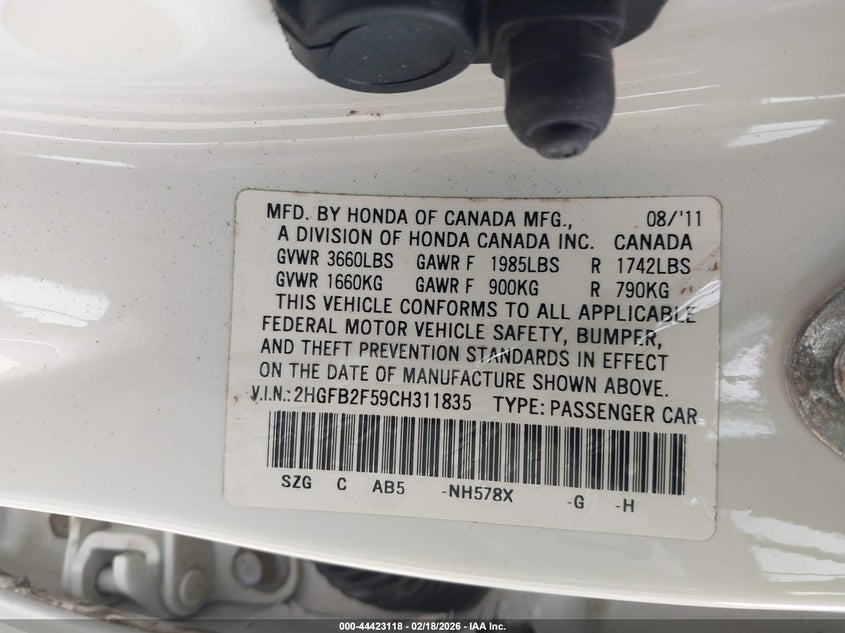 MFD. BY HONDA OF CANADA MFG., 08/'11
A DIVISION OF HONDA CANADA INC. CANADA
GVWR 3660LBS GAWR F 1985LBS R 1742LBS
GVWR 1660KG GAWR F 900KG R 790KG
THIS VEHICLE CONFORMS TO ALL APPLICABLE
FEDERAL MOTOR VEHICLE SAFETY, BUMPER,
AND THEFT PREVENTION STANDARDS IN EFFECT
ON THE DATE OF MANUFACTURE SHOWN ABOVE.
V.I.N.:2HGFB2F59CH311835 TYPE:PASSENGER CAR
SZG C AB5 -NH578X -G -H
000-44423118 - 02/18/2026 - IAA Inc.